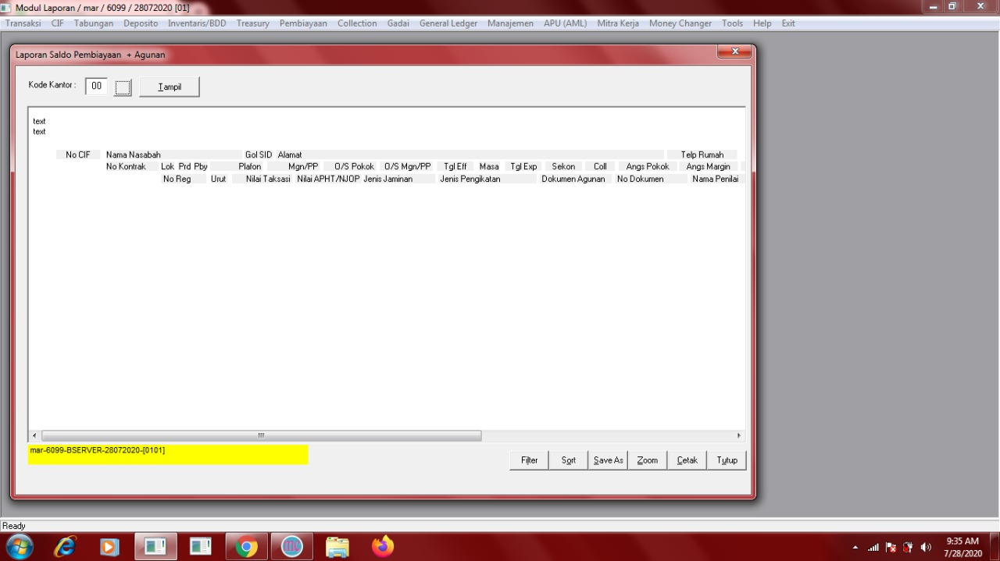 Modul Laporan / mar / 6099 / 28072020 [01]
Transaksi CIF Tabungan Deposito Inventaris/BDD Treasury Pembiayaan Collection Gadai General Ledger Manajemen APU (AML) Mitra Kerja Money Changer Tools Help Exit
Laporan Saldo Pembiayaan + Agunan
Kode Kantor : 00 Tampil
text
text
No CIF Nama Nasabah Gol SID Alamat Telp Rumah
No Kontrak Lok Prd Pby Plafon Mgn/PP O/S Pokok O/S Mgn/PP Tgl Eff Masa Tgl Exp Sekon Coll Angs Pokok Angs Margin
No Reg Urut Nilai Taksasi Nilai APHT/NJOP Jenis Jaminan Jenis Pengikatan Dokumen Agunan No Dokumen Nama Penilai
mar-6099-BSERVER-28072020-[0101]
Filter Sort Save As Zoom Cetak Tutup
Ready
9:35 AM
7/28/2020